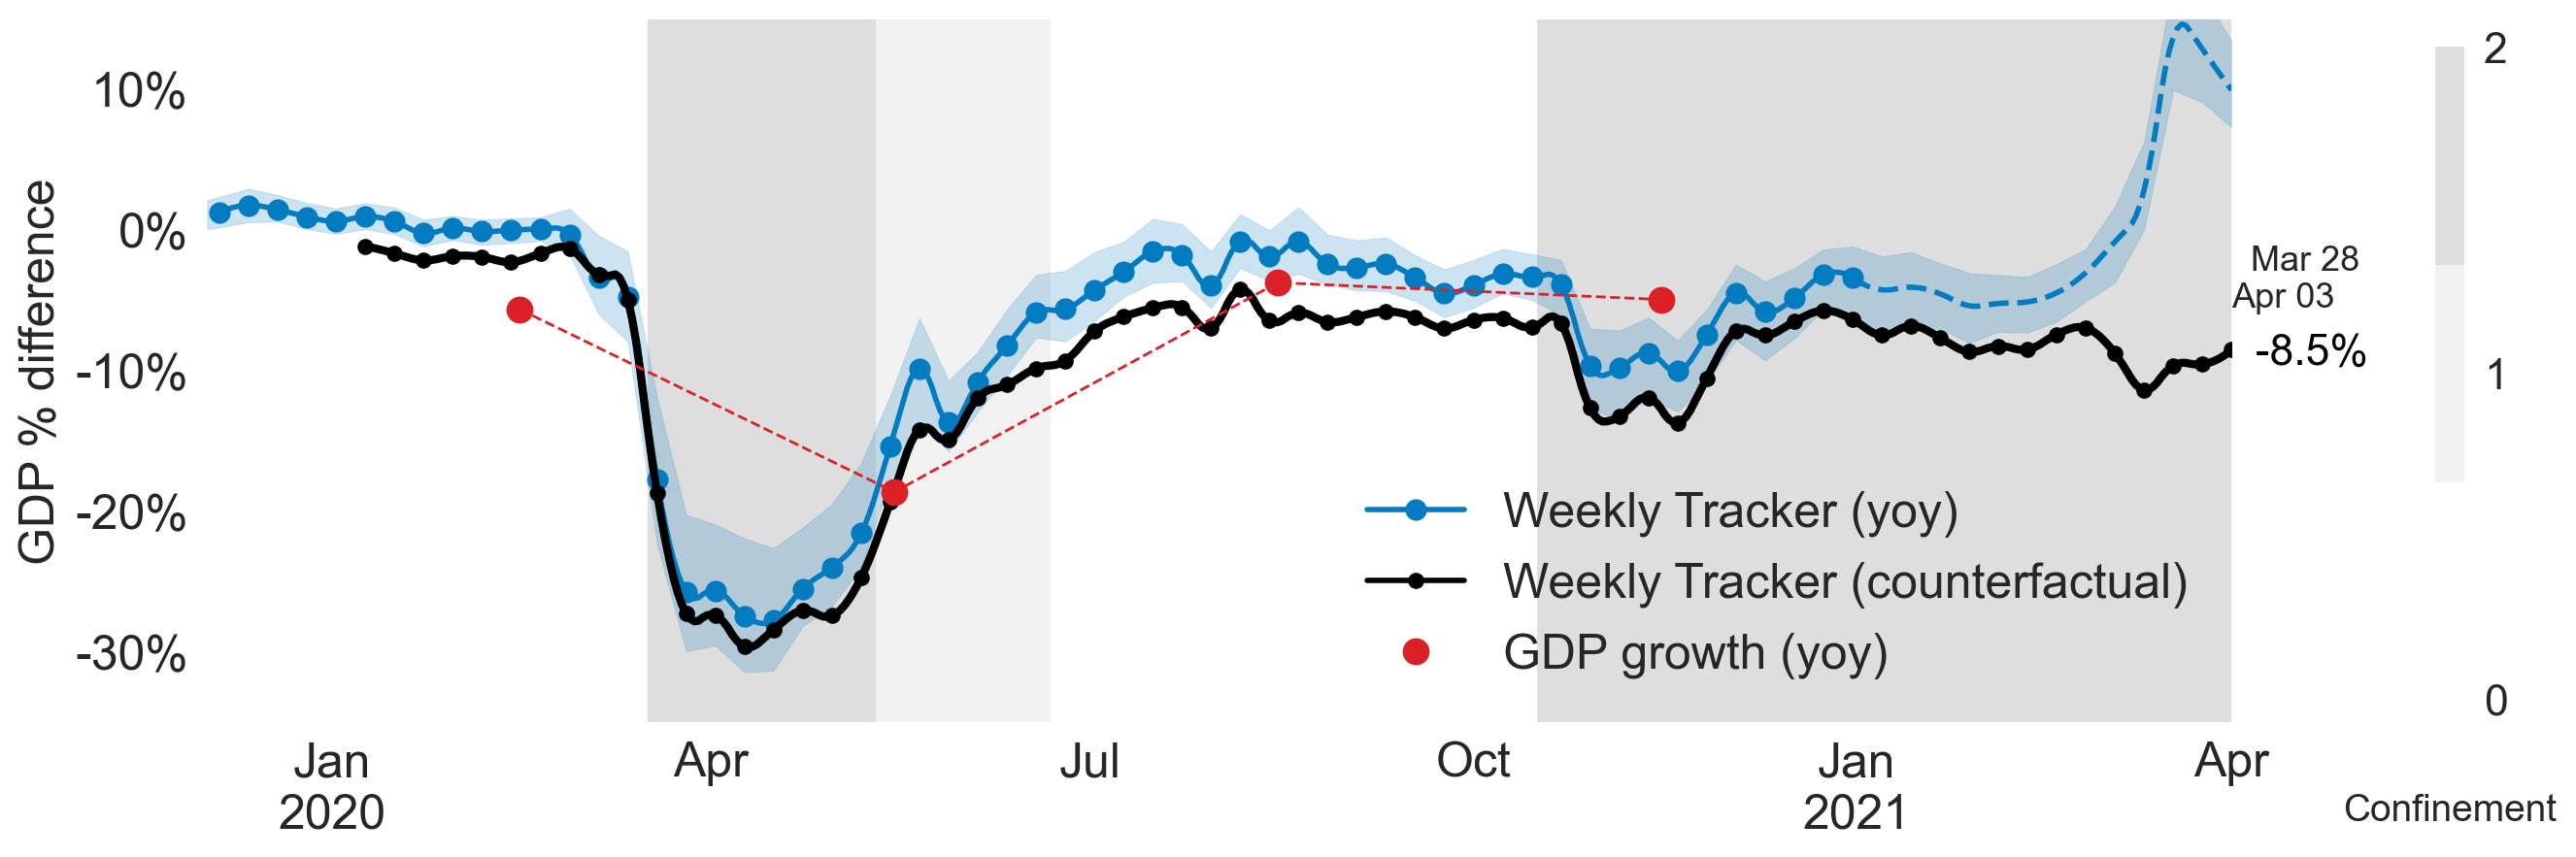 GDP % difference
10%
0%
-10%
-20%
-30%
Jan
2020
Apr
Jul
Oct
Jan
2021
Apr
Weekly Tracker (yoy)
Weekly Tracker (counterfactual)
GDP growth (yoy)
Mar 28
Apr 03
-8.5%
2
1
0
Confinement